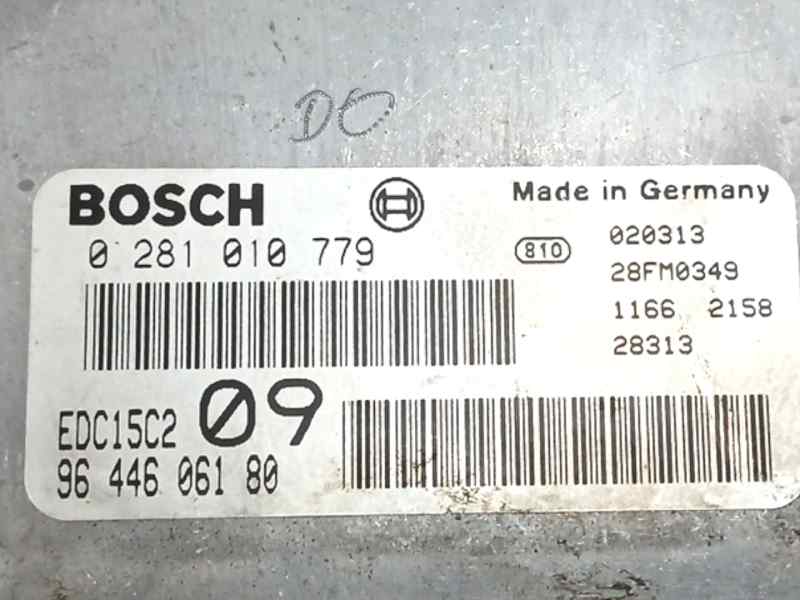 DO
BOSCH
Made in Germany
0 281 010 779
810
020313
28FM0349
1166 2158
28313
EDC15C2 09
96 446 061 80